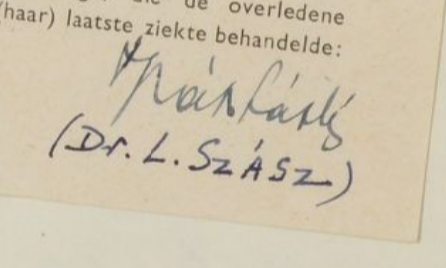 de overledene
(haar) laatste ziekte behandelde:
(Dr. L. SZÁSZ)